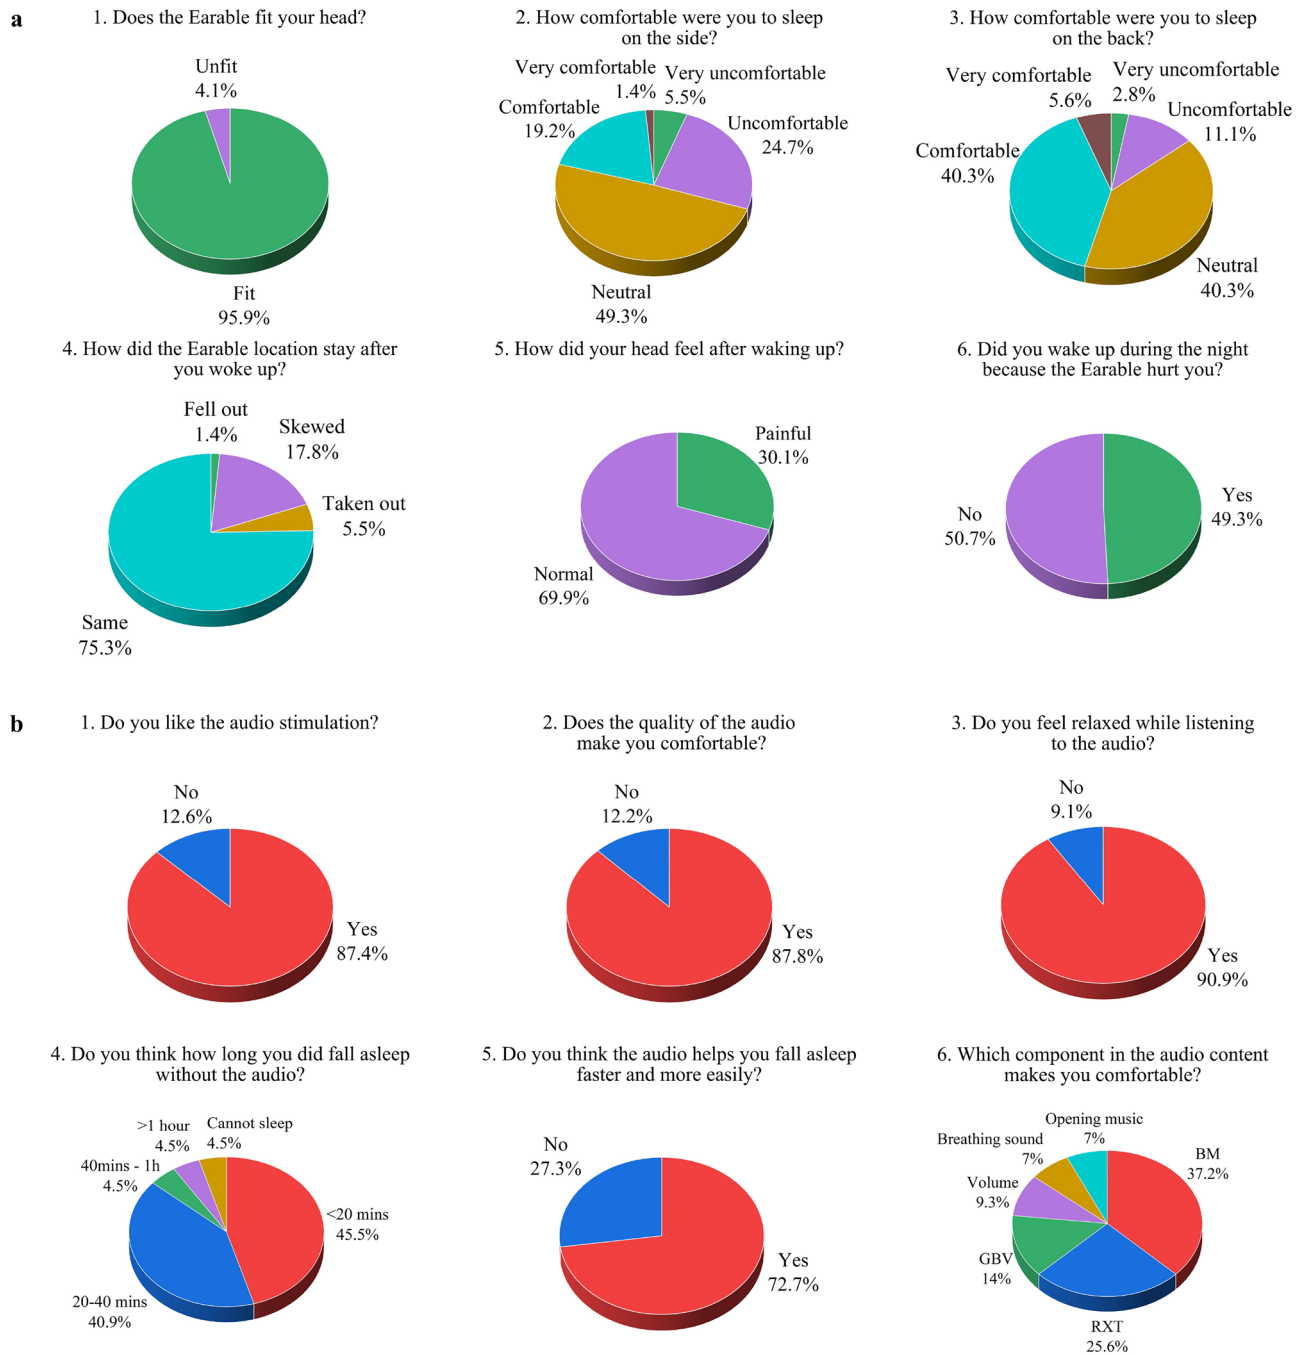 a
1. Does the Earable fit your head?
Unfit
4.1%
Fit
95.9%
2. How comfortable were you to sleep
on the side?
Very comfortable
1.4%
Very uncomfortable
5.5%
Comfortable
19.2%
Uncomfortable
24.7%
Neutral
49.3%
3. How comfortable were you to sleep
on the back?
Very comfortable
5.6%
Very uncomfortable
2.8%
Uncomfortable
11.1%
Comfortable
40.3%
Neutral
40.3%
4. How did the Earable location stay after
you woke up?
Fell out
1.4%
Skewed
17.8%
Taken out
5.5%
Same
75.3%
5. How did your head feel after waking up?
Painful
30.1%
Normal
69.9%
6. Did you wake up during the night
because the Earable hurt you?
Yes
49.3%
No
50.7%
b
1. Do you like the audio stimulation?
No
12.6%
Yes
87.4%
2. Does the quality of the audio
make you comfortable?
No
12.2%
Yes
87.8%
3. Do you feel relaxed while listening
to the audio?
No
9.1%
Yes
90.9%
4. Do you think how long you did fall asleep
without the audio?
>1 hour
4.5%
Cannot sleep
4.5%
40mins - 1h
4.5%
<20 mins
45.5%
20-40 mins
40.9%
5. Do you think the audio helps you fall asleep
faster and more easily?
No
27.3%
Yes
72.7%
6. Which component in the audio content
makes you comfortable?
Opening music
7%
Breathing sound
7%
BM
37.2%
Volume
9.3%
GBV
14%
RXT
25.6%